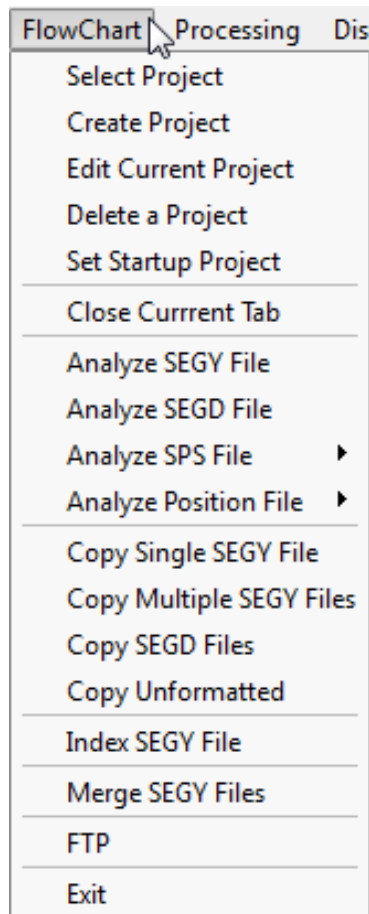 FlowChart Processing Dis
Select Project
Create Project
Edit Current Project
Delete a Project
Set Startup Project
Close Currrent Tab
Analyze SEGY File
Analyze SEGD File
Analyze SPS File
Analyze Position File
Copy Single SEGY File
Copy Multiple SEGY Files
Copy SEGD Files
Copy Unformatted
Index SEGY File
Merge SEGY Files
FTP
Exit